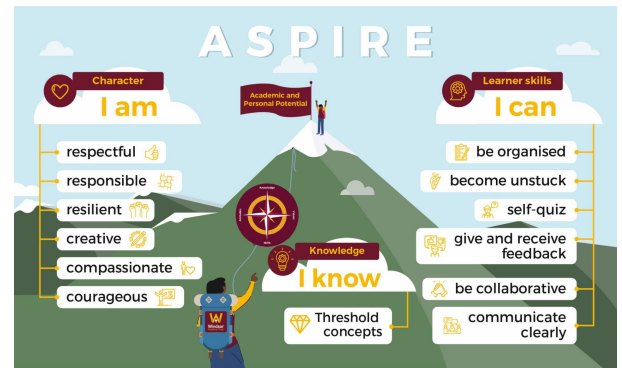 ASPIRE
Character
I am
respectful
responsible
resilient
creative
compassionate
courageous
Academic and
Personal Potential
Knowledge
I know
Threshold
concepts
Windsor
Learner skills
I can
be organised
become unstuck
self-quiz
give and receive
feedback
be collaborative
communicate
clearly